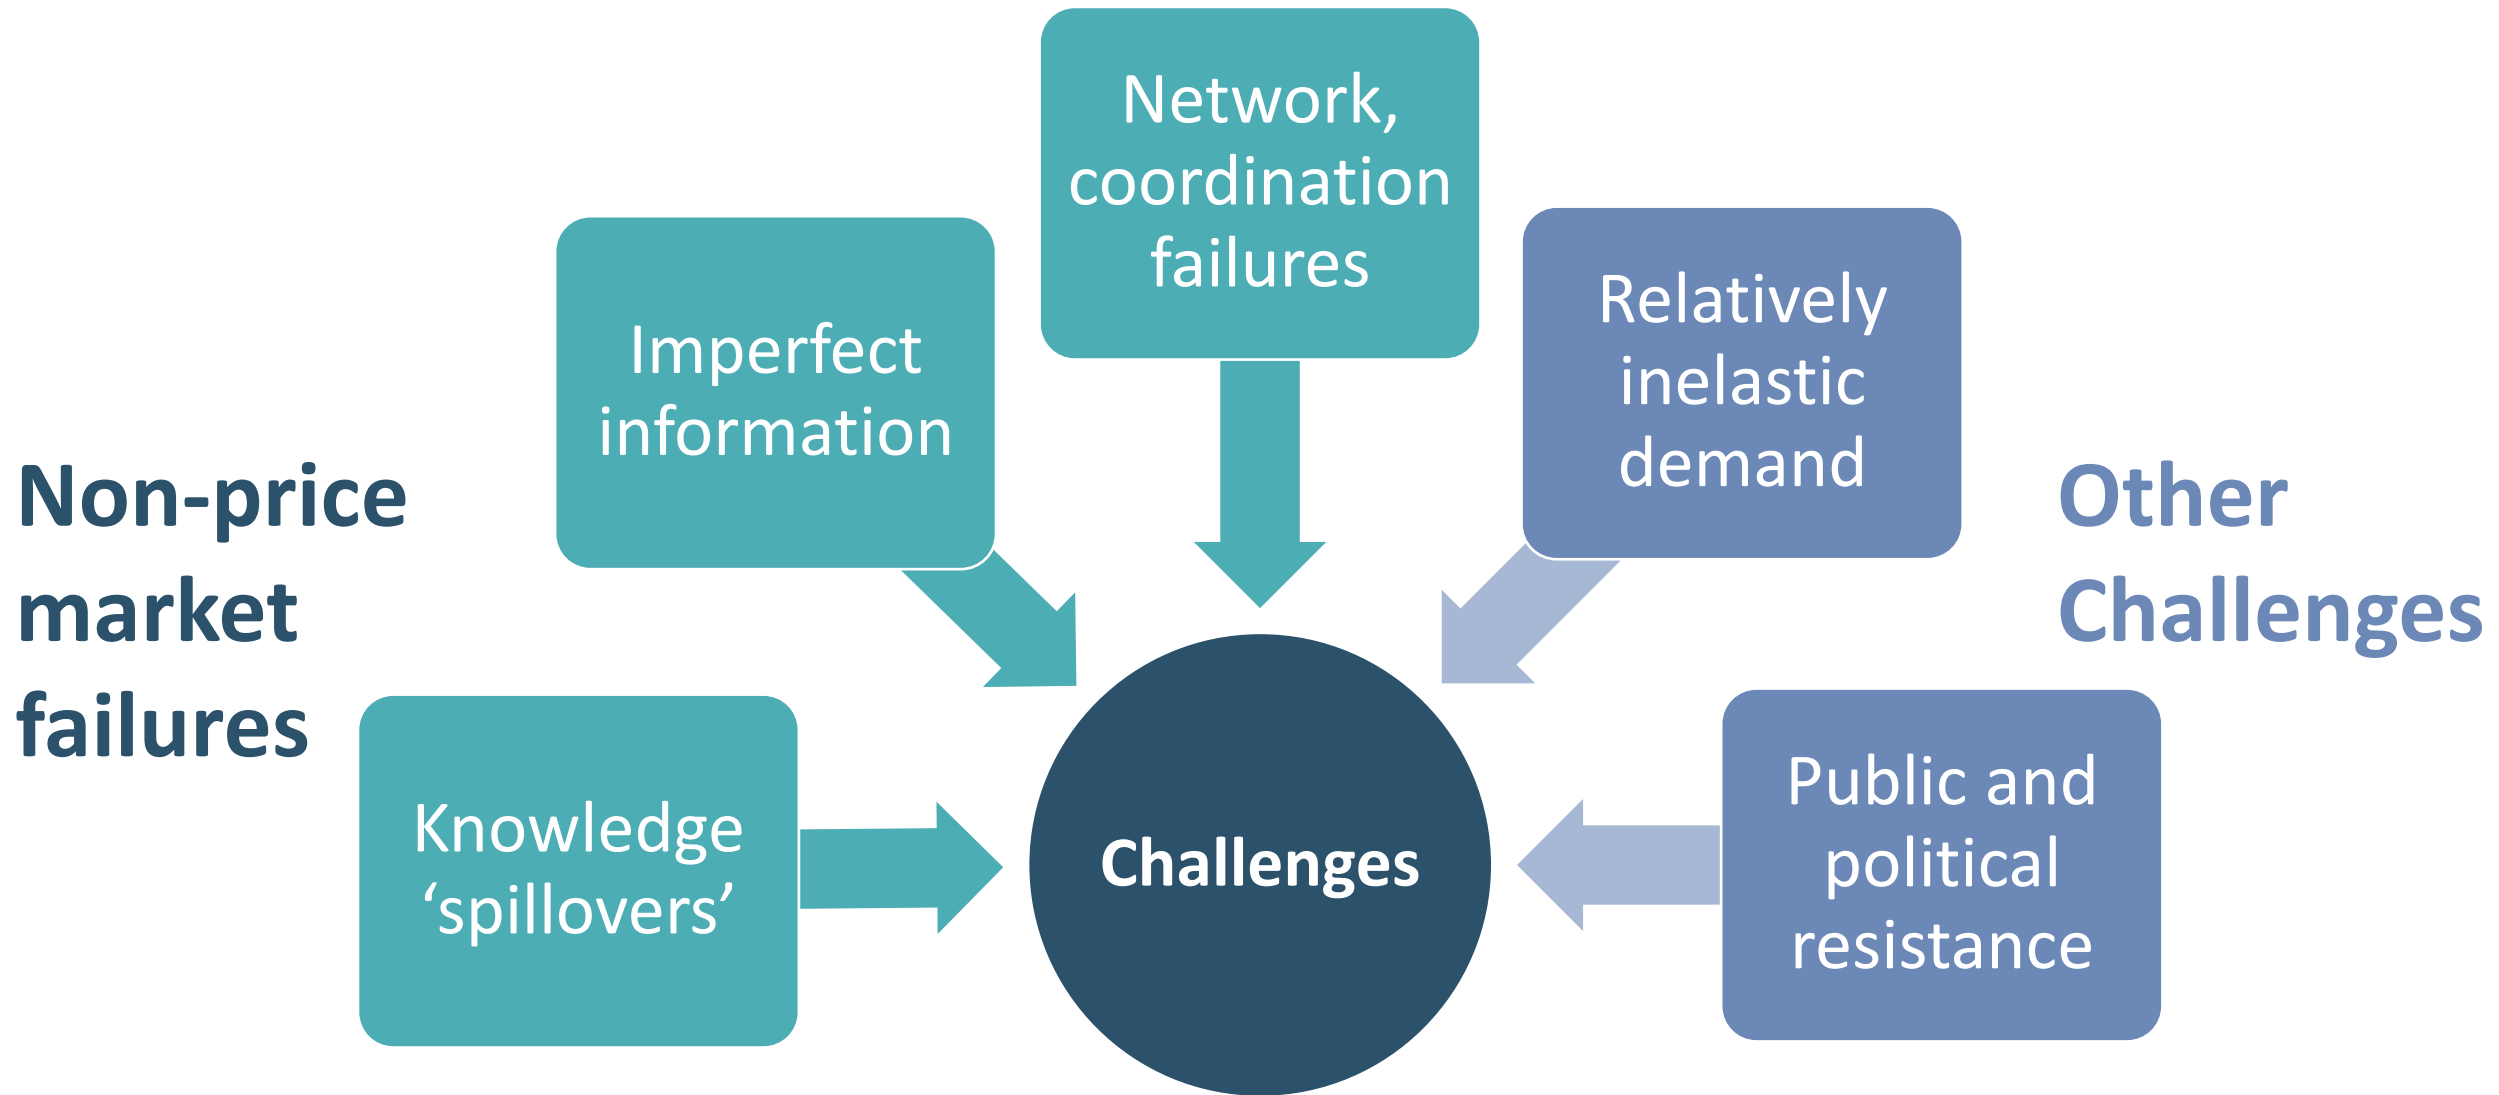 Non-price
market
failures
Knowledge
‘spillovers’
Imperfect
information
Network,
coordination
failures
Challenges
Relatively
inelastic
demand
Public and
political
resistance
Other
Challenges